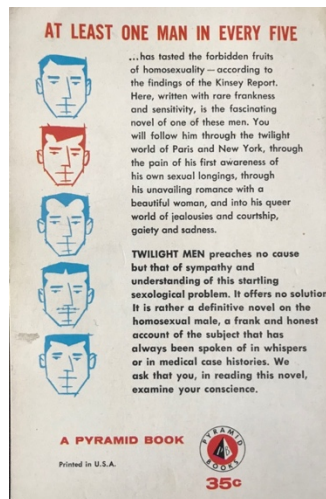 AT LEAST ONE MAN IN EVERY FIVE
...has tasted the forbidden fruits
of homosexuality — according to
the findings of the Kinsey Report.
Here, written with rare frankness
and sensitivity, is the fascinating
novel of one of these men. You
will follow him through the twilight
world of Paris and New York, through
the pain of his first awareness of
his own sexual longings, through
his unavailing romance with a
beautiful woman, and into his queer
world of jealousies and courtship,
gaiety and sadness.
TWILIGHT MEN preaches no cause
but that of sympathy and
understanding of this startling
sexological problem. It offers no solution
It is rather a definitive novel on the
homosexual male, a frank and honest
account of the subject that has
always been spoken of in whispers
or in medical case histories. We
ask that you, in reading this novel,
examine your conscience.
A PYRAMID BOOK
Printed in U.S.A.
PYRAMID
BOOKS
35c